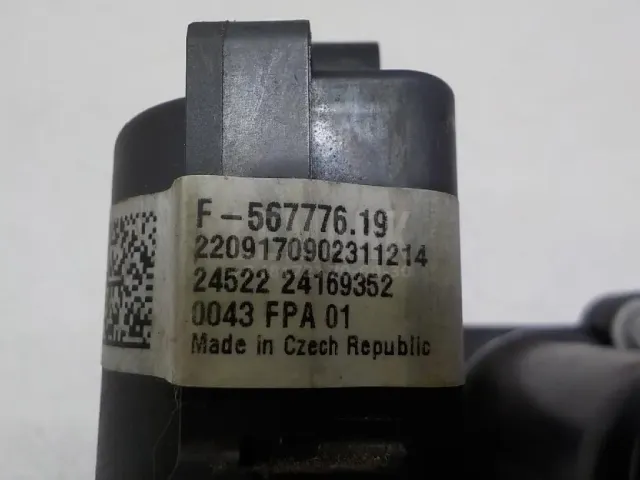 F-567776.19
2209170902311214
24522 24169352
0043 FPA 01
Made in Czech Republic